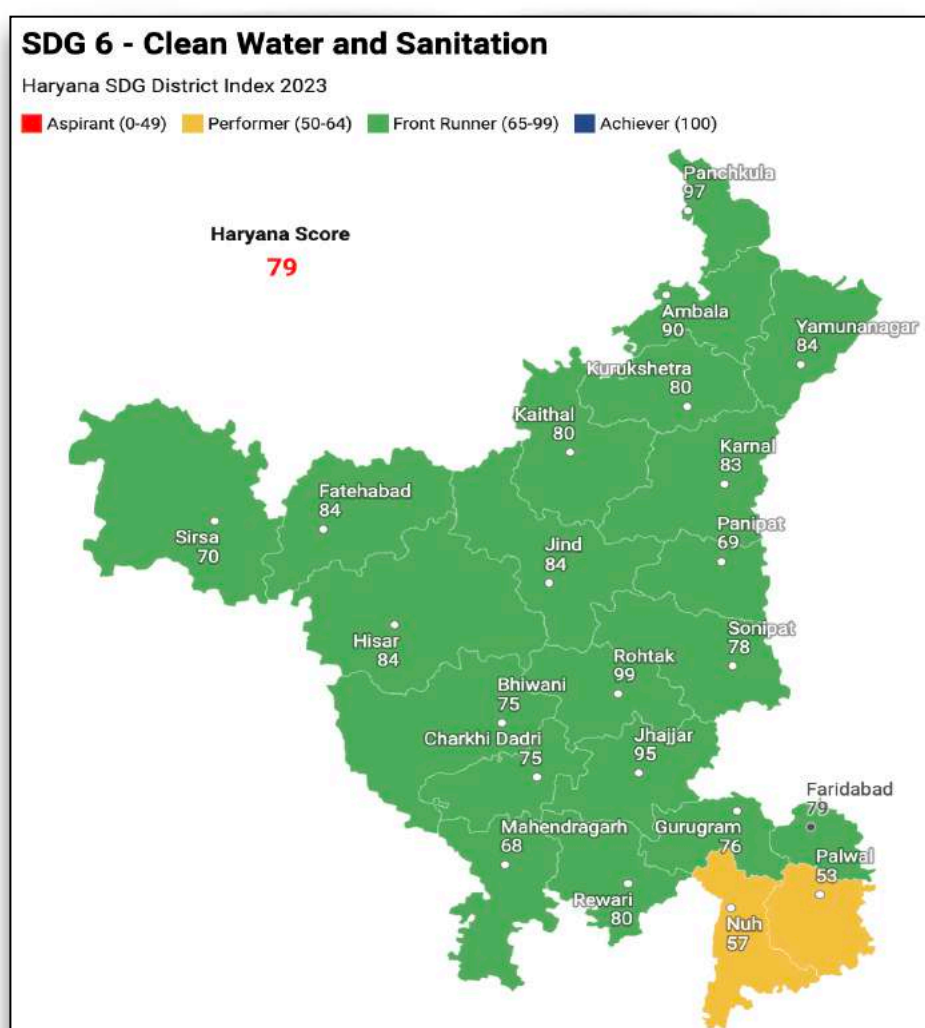 SDG 6 - Clean Water and Sanitation
Haryana SDG District Index 2023
Aspirant (0-49) Performer (50-64) Front Runner (65-99) Achiever (100)
Panchkula
97
Haryana Score
79
Ambala
90
Yamunanagar
84
Kurukshetra
80
Kaithal
80
Karnal
83
Fatehabad
84
Panipat
69
Sirsa
70
Jind
84
Hisar
84
Sonipat
78
Rohtak
99
Bhiwani
75
Charkhi Dadri
75
Jhajjar
95
Faridabad
79
Mahendragarh
68
Gurugram
76
Palwal
53
Rewari
80
Nuh
57